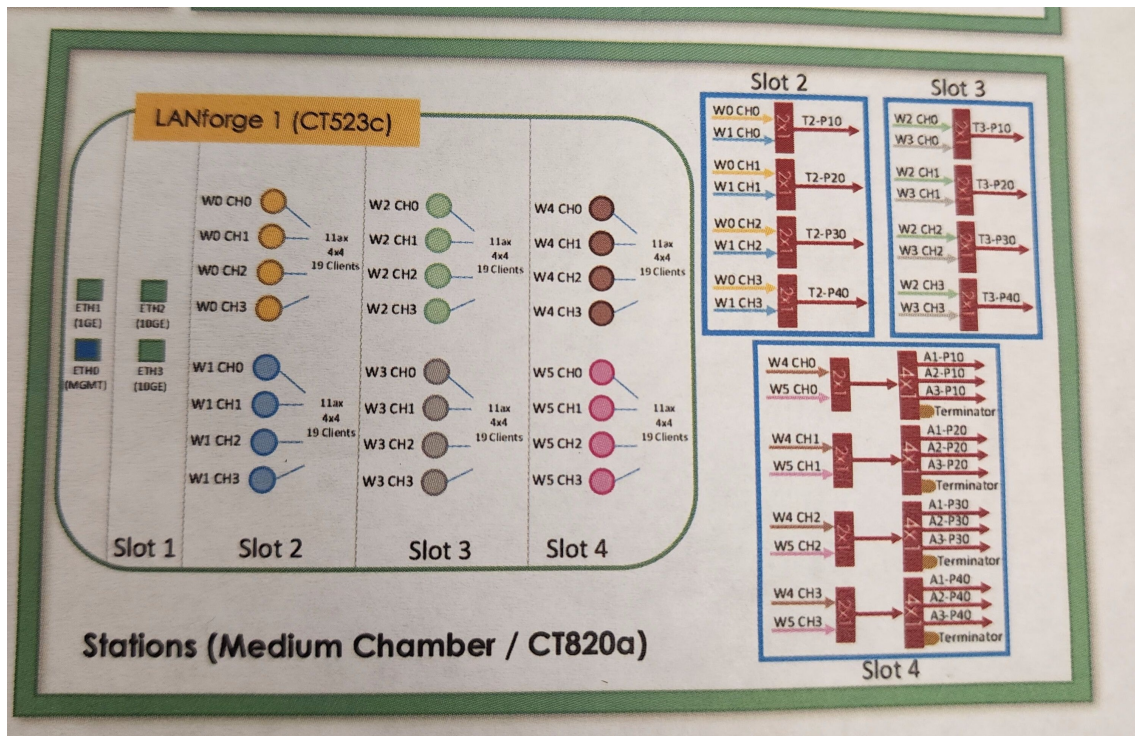 LANforge 1 (CT523c)
ETH1
(1GE)
ETH2
(10GE)
ETH0
(MGMT)
ETH3
(10GE)
Slot 1
W0 CH0
W0 CH1
W0 CH2
W0 CH3
11ax
4x4
19 Clients
W1 CH0
W1 CH1
W1 CH2
W1 CH3
11ax
4x4
19 Clients
Slot 2
W2 CH0
W2 CH1
W2 CH2
W2 CH3
11ax
4x4
19 Clients
W3 CH0
W3 CH1
W3 CH2
W3 CH3
11ax
4x4
19 Clients
Slot 3
W4 CH0
W4 CH1
W4 CH2
W4 CH3
11ax
4x4
19 Clients
W5 CH0
W5 CH1
W5 CH2
W5 CH3
11ax
4x4
19 Clients
Slot 4
Stations (Medium Chamber / CT820a)
Slot 2
W0 CH0
W1 CH0
2x1
T2-P10
W0 CH1
W1 CH1
2x1
T2-P20
W0 CH2
W1 CH2
2x1
T2-P30
W0 CH3
W1 CH3
2x1
T2-P40
Slot 3
W2 CH0
W3 CH0
2x1
T3-P10
W2 CH1
W3 CH1
2x1
T3-P20
W2 CH2
W3 CH2
2x1
T3-P30
W2 CH3
W3 CH3
2x1
T3-P40
W4 CH0
W5 CH0
2x1
4x1
A1-P10
A2-P10
A3-P10
Terminator
W4 CH1
W5 CH1
2x1
4x1
A1-P20
A2-P20
A3-P20
Terminator
W4 CH2
W5 CH2
2x1
4x1
A1-P30
A2-P30
A3-P30
Terminator
W4 CH3
W5 CH3
2x1
4x1
A1-P40
A2-P40
A3-P40
Terminator
Slot 4